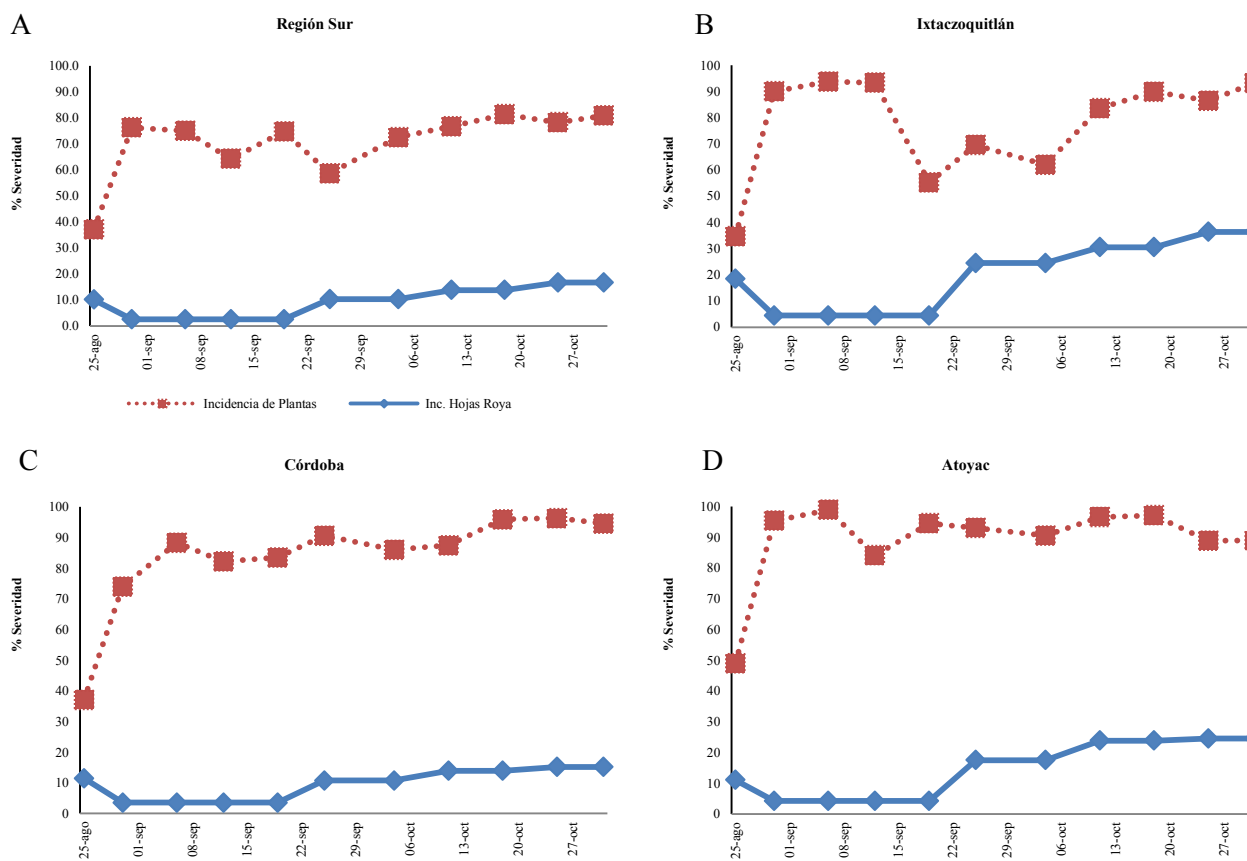 A
Región Sur
% Severidad
100.0
90.0
80.0
70.0
60.0
50.0
40.0
30.0
20.0
10.0
0.0
25-ago
01-sep
08-sep
15-sep
22-sep
29-sep
06-oct
13-oct
20-oct
27-oct
Incidencia de Plantas
Inc. Hojas Roya
B
Ixtaczoquitlán
% Severidad
100
90
80
70
60
50
40
30
20
10
0
25-ago
01-sep
08-sep
15-sep
22-sep
29-sep
06-oct
13-oct
20-oct
27-oct
C
Córdoba
% Severidad
100
90
80
70
60
50
40
30
20
10
0
25-ago
01-sep
08-sep
15-sep
22-sep
29-sep
06-oct
13-oct
20-oct
27-oct
D
Atoyac
% Severidad
100
90
80
70
60
50
40
30
20
10
0
25-ago
01-sep
08-sep
15-sep
22-sep
29-sep
06-oct
13-oct
20-oct
27-oct